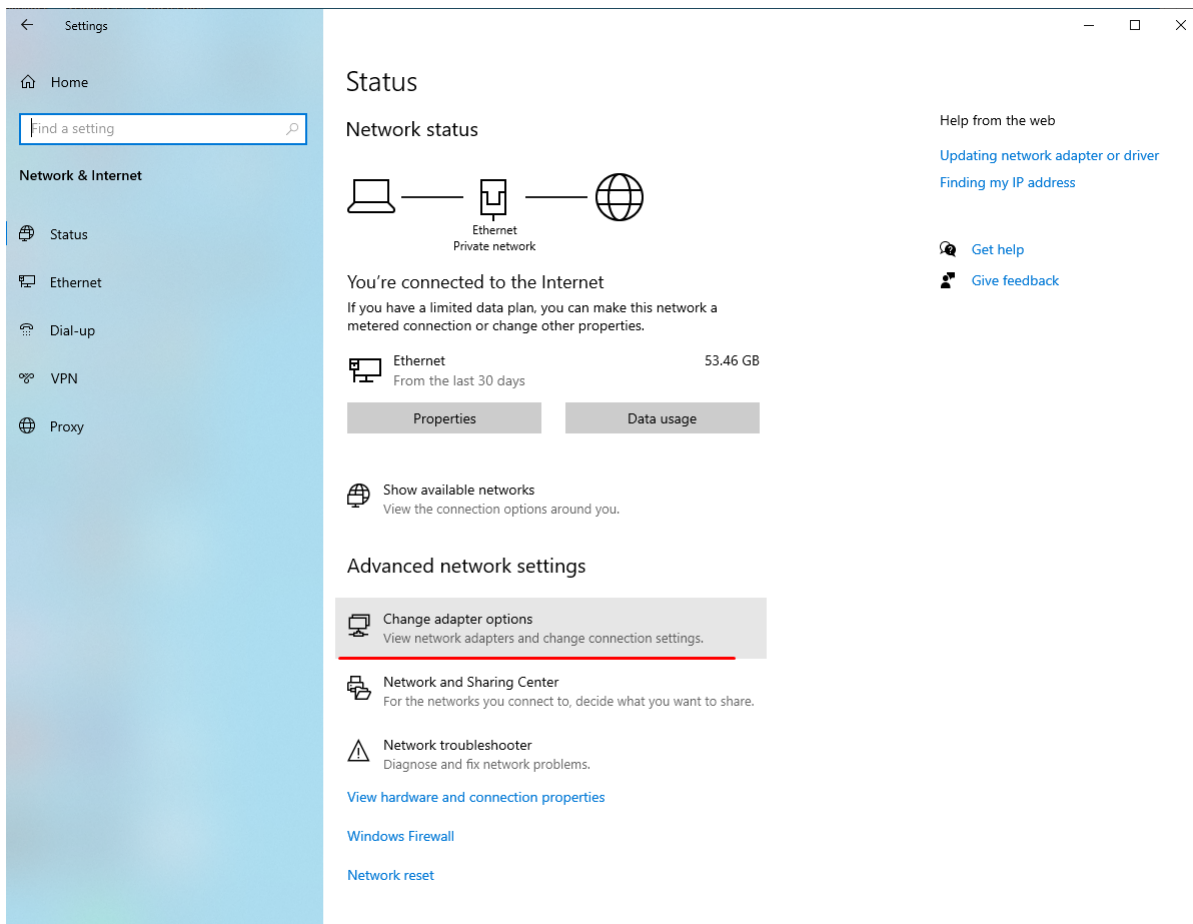 Settings
Home
Find a setting
Network & Internet
Status
Ethernet
Dial-up
VPN
Proxy
Status
Network status
Ethernet
Private network
You're connected to the Internet
If you have a limited data plan, you can make this network a
metered connection or change other properties.
Ethernet 53.46 GB
From the last 30 days
Properties Data usage
Show available networks
View the connection options around you.
Advanced network settings
Change adapter options
View network adapters and change connection settings.
Network and Sharing Center
For the networks you connect to, decide what you want to share.
Network troubleshooter
Diagnose and fix network problems.
View hardware and connection properties
Windows Firewall
Network reset
Help from the web
Updating network adapter or driver
Finding my IP address
Get help
Give feedback